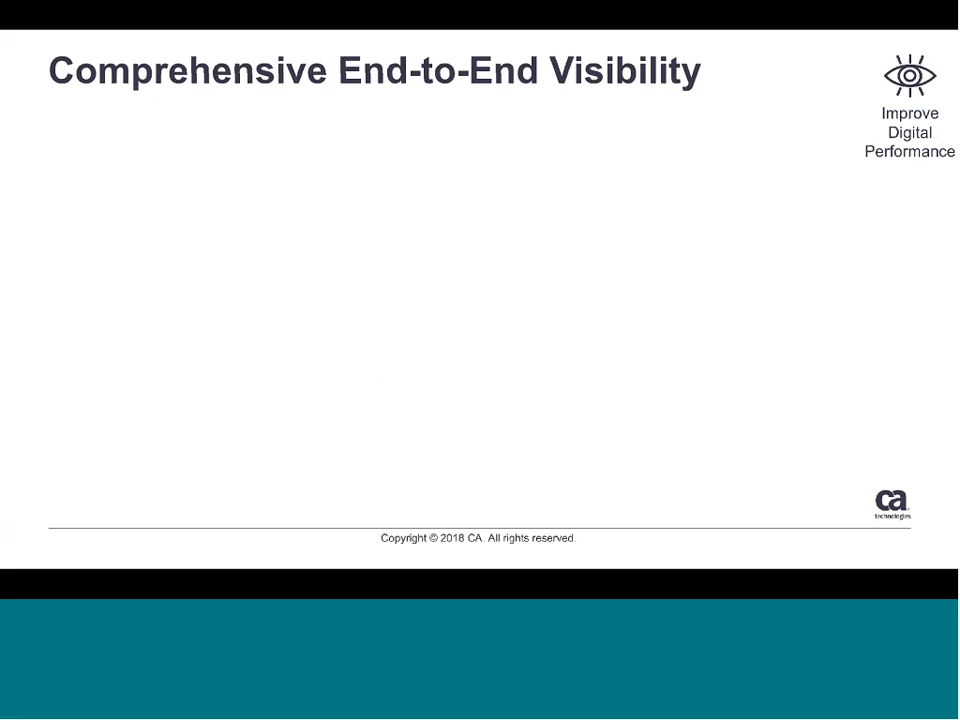 Comprehensive End-to-End Visibility
Improve
Digital
Performance
ca
technologies
Copyright © 2018 CA. All rights reserved.